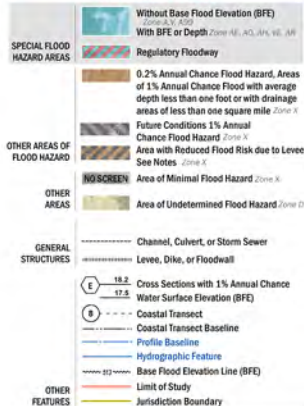 Without Base Flood Elevation (BFE)
Zone A,V, A99
With BFE or Depth Zone AE, AO, AH, VE, AR
SPECIAL FLOOD
HAZARD AREAS
Regulatory Floodway
0.2% Annual Chance Flood Hazard, Areas
of 1% Annual Chance Flood with average
depth less than one foot or with drainage
areas of less than one square mile Zone X
Future Conditions 1% Annual
Chance Flood Hazard Zone X
OTHER AREAS OF
FLOOD HAZARD
Area with Reduced Flood Risk due to Levee
See Notes Zone X
NO SCREEN Area of Minimal Flood Hazard Zone X
OTHER
AREAS
Area of Undetermined Flood Hazard Zone D
GENERAL
STRUCTURES
Channel, Culvert, or Storm Sewer
Levee, Dike, or Floodwall
E 18.2 Cross Sections with 1% Annual Chance
17.5 Water Surface Elevation (BFE)
8 Coastal Transect
Coastal Transect Baseline
Profile Baseline
Hydrographic Feature
513 Base Flood Elevation Line (BFE)
OTHER
FEATURES
Limit of Study
Jurisdiction Boundary